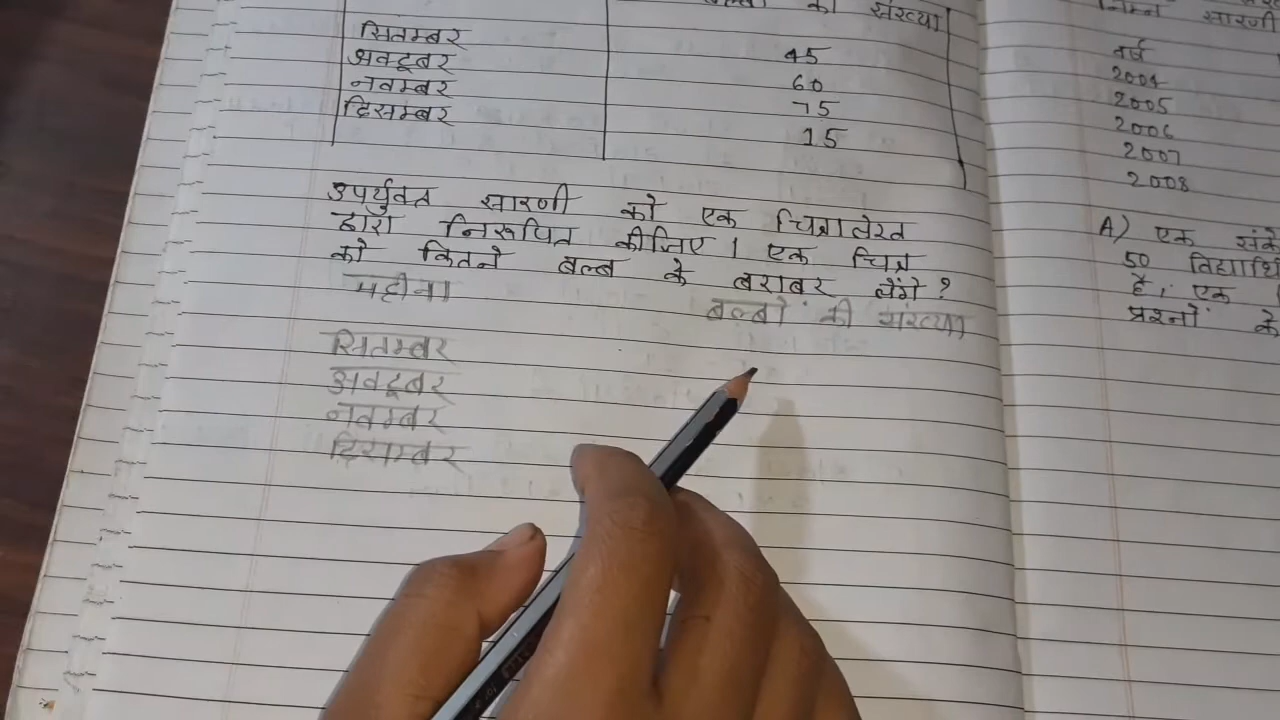 की संख्या
सितम्बर 45
अक्टूबर 60
नवम्बर 75
दिसम्बर 15
उपर्युक्त सारणी को एक चित्रालेख
द्वारा निरूपित कीजिए । एक चित्र
को कितने बल्ब के बराबर लेंगे ?
महीना बल्बों की संख्या
सितम्बर
अक्टूबर
नवम्बर
दिसम्बर
निम्न सारणी
वर्ष
2004
2005
2006
2007
2008
A) एक
50
है, एक
प्रश्नों के